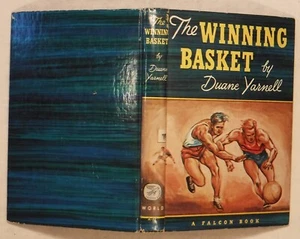 The
WINNING
BASKET
by
Duane
Yarnell
WORLD
The WINNING
BASKET by
Duane Yarnell
A FALCON BOOK